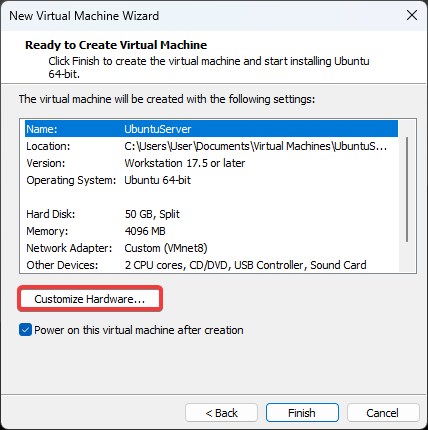 New Virtual Machine Wizard
Ready to Create Virtual Machine
Click Finish to create the virtual machine and start installing Ubuntu
64-bit.
The virtual machine will be created with the following settings:
Name: UbuntuServer
Location: C:\Users\User\Documents\Virtual Machines\UbuntuS...
Version: Workstation 17.5 or later
Operating System: Ubuntu 64-bit
Hard Disk: 50 GB, Split
Memory: 4096 MB
Network Adapter: Custom (VMnet8)
Other Devices: 2 CPU cores, CD/DVD, USB Controller, Sound Card
Customize Hardware...
Power on this virtual machine after creation
< Back Finish Cancel